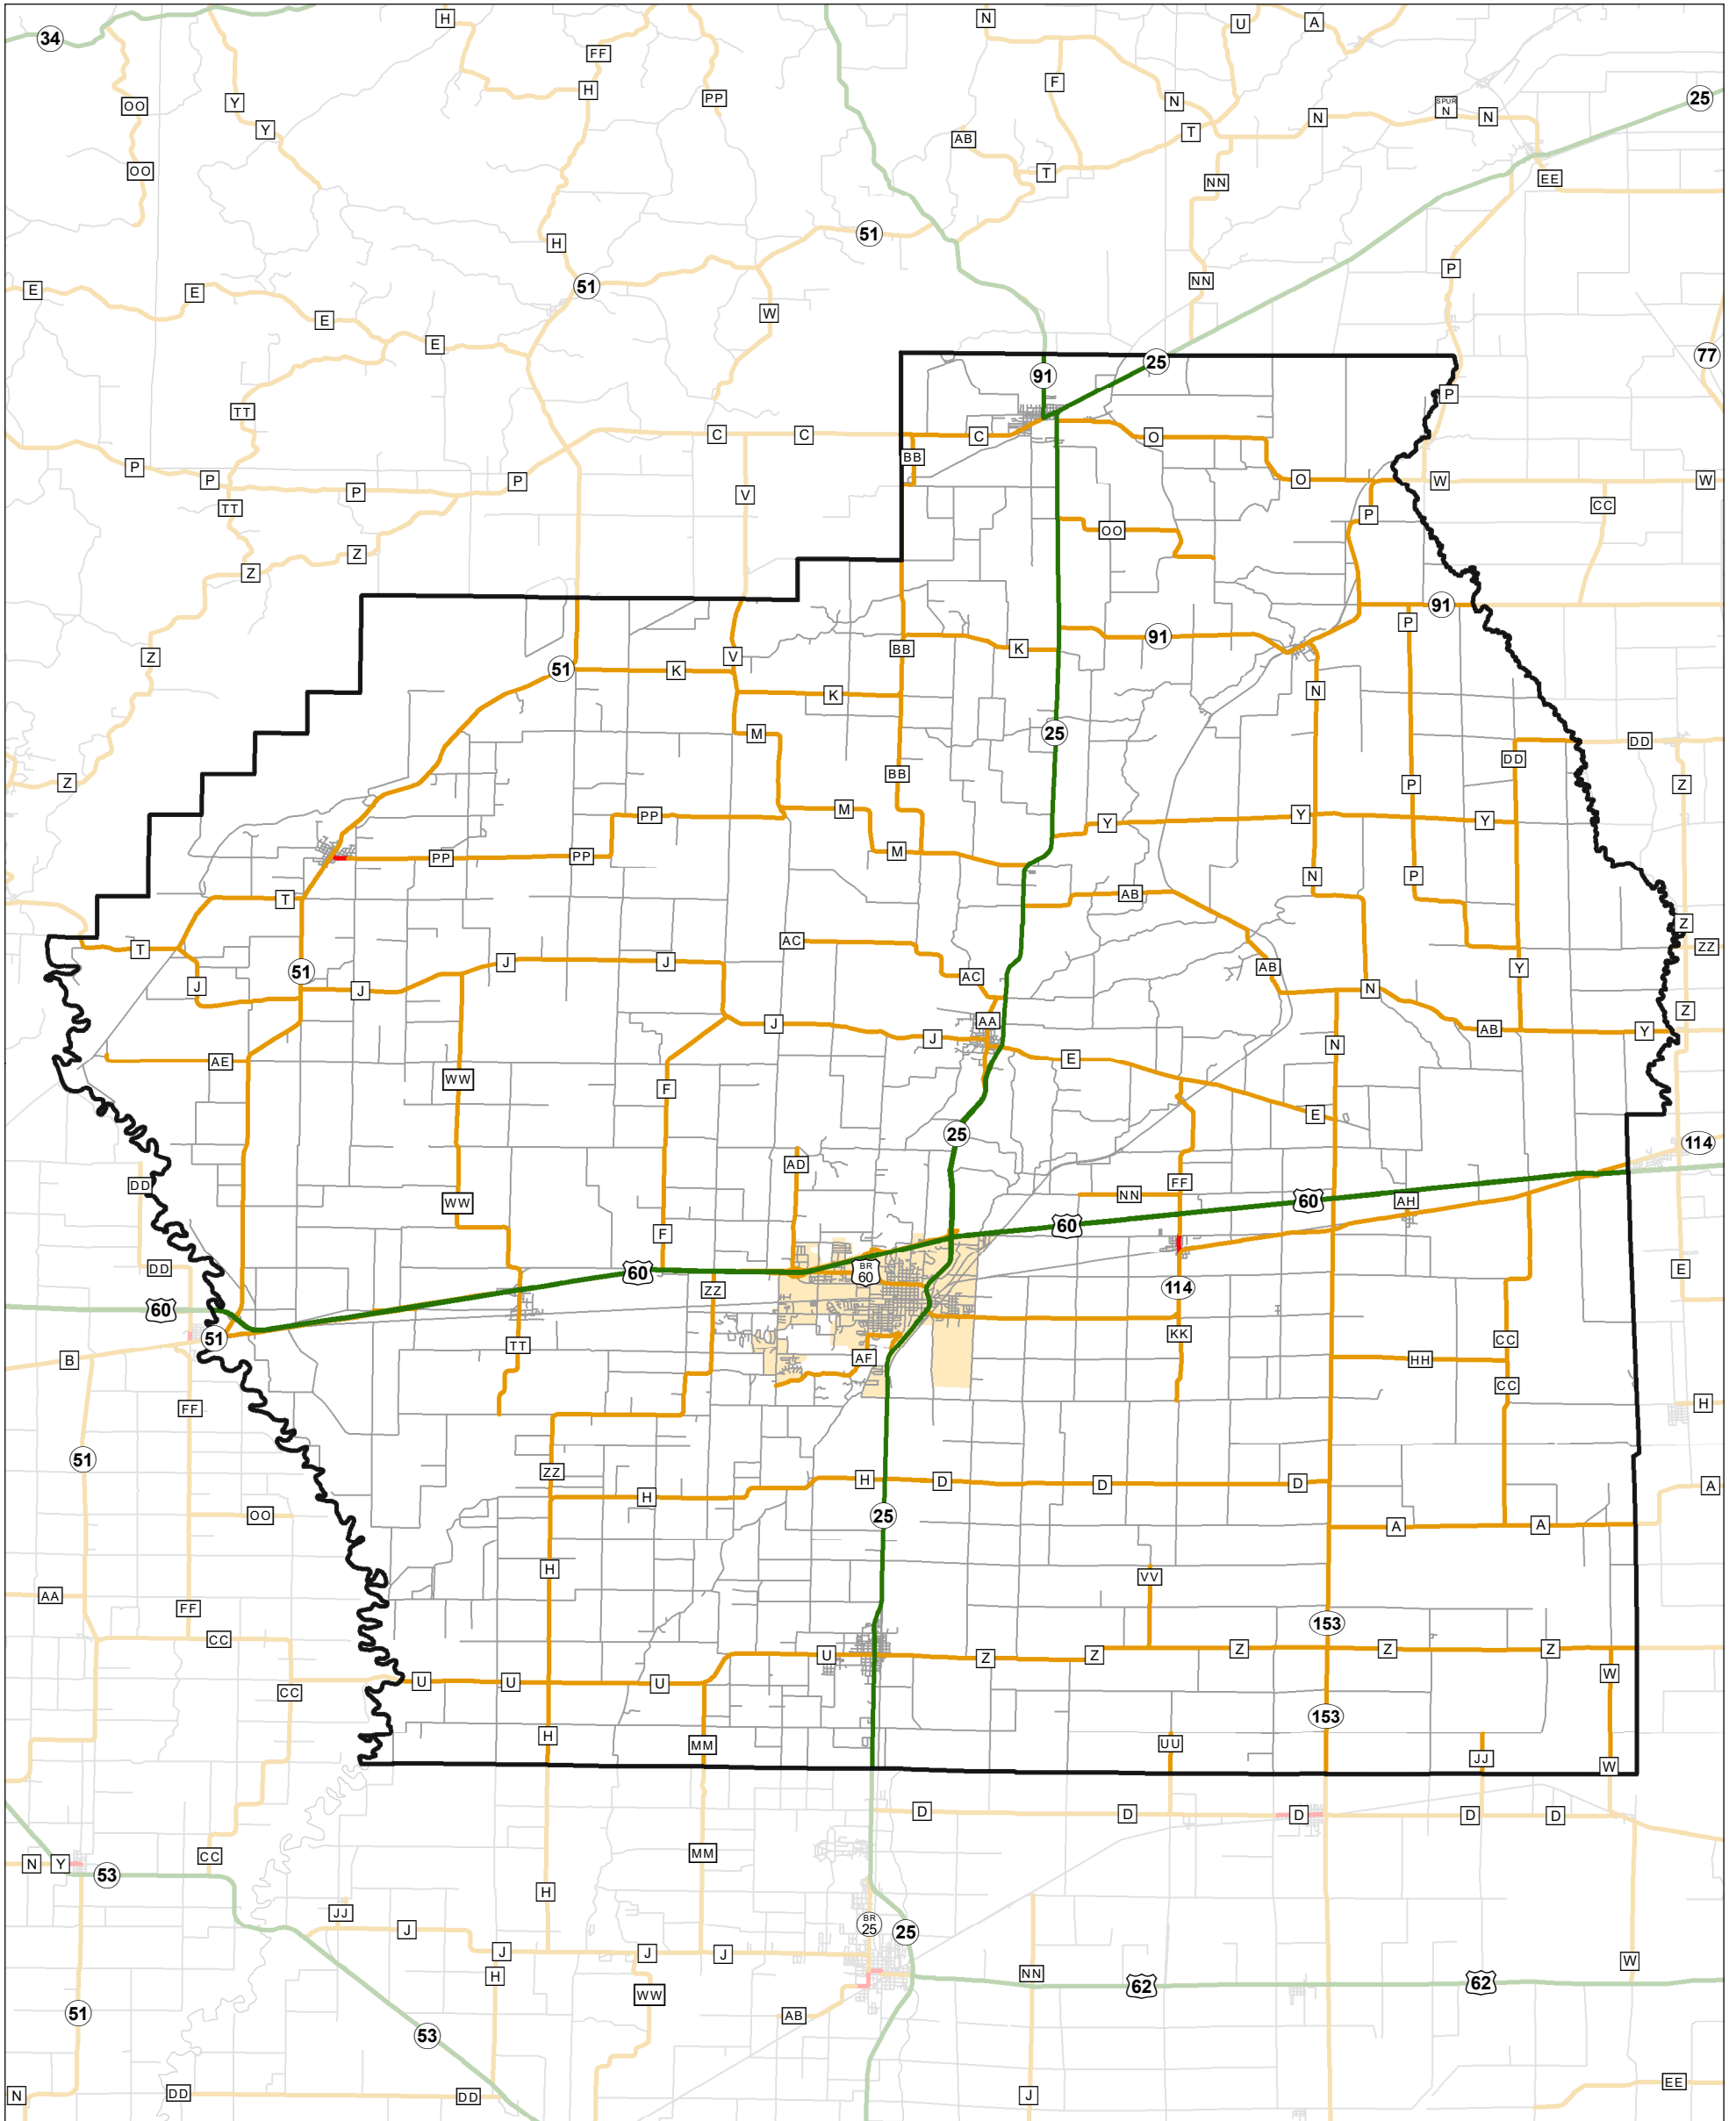 H
N
U
A
34
FF
F
H
PP
OO
Y
N
SPUR
N
N
N
25
Y
AB
T
OO
T
NN
EE
51
H
P
E
E
51
NN
W
E
E
77
91
25
P
TT
C
C
C
O
BB
P
P
TT
P
P
V
O
W
W
CC
P
OO
Z
Z
91
P
91
K
BB
Z
V
51
K
K
N
M
25
DD
DD
BB
Z
P
Z
M
PP
Y
Y
Y
M
PP
PP
N
P
AB
T
Z
AC
T
ZZ
J
J
AB
Y
51
AC
J
J
N
AA
Z
J
AB
Y
J
N
E
AE
WW
F
E
25
114
AD
DD
FF
NN
AH
WW
60
60
F
DD
E
BR
60
60
114
ZZ
60
KK
51
CC
TT
AF
HH
B
CC
H
FF
51
ZZ
H
D
D
D
A
H
25
OO
A
A
H
VV
AA
FF
153
CC
Z
Z
Z
U
Z
Z
W
U
U
U
CC
153
H
UU
MM
JJ
W
D
D
D
D
D
MM
CC
N
Y
53
H
JJ
BR
25
J
25
J
J
J
W
NN
H
62
62
WW
51
AB
53
EE
DD
N
DD
J